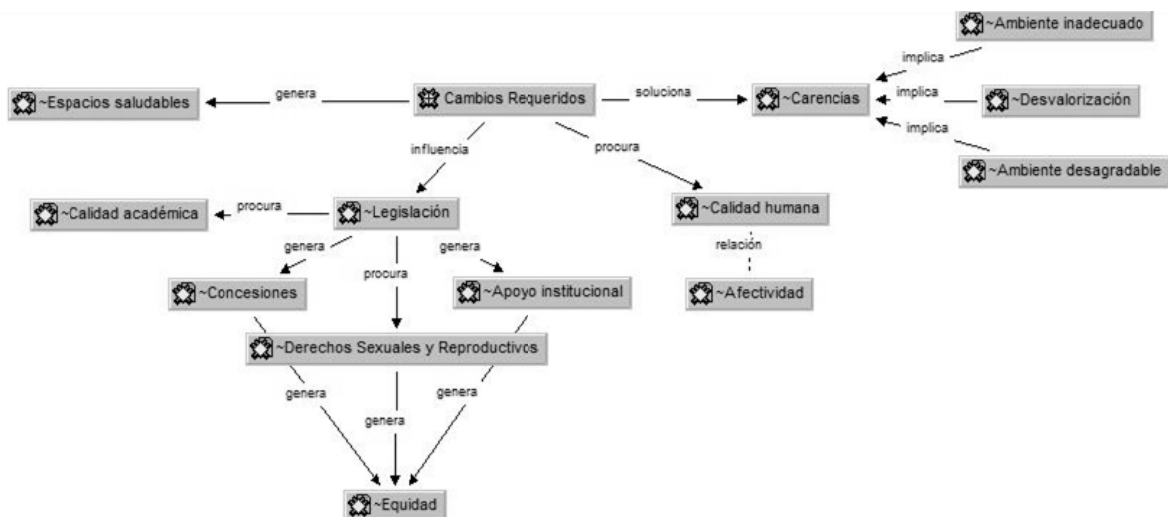 ~Ambiente inadecuado
implica
~Espacios saludables
genera
Cambios Requeridos
soluciona
~Carencias
implica
~Desvalorización
implica
~Ambiente desagradable
influencia
procura
~Calidad académica
procura
~Legislación
~Calidad humana
genera
procura
genera
relación
~Concesiones
~Apoyo institucional
~Afectividad
~Derechos Sexuales y Reproductivos
genera
genera
genera
~Equidad